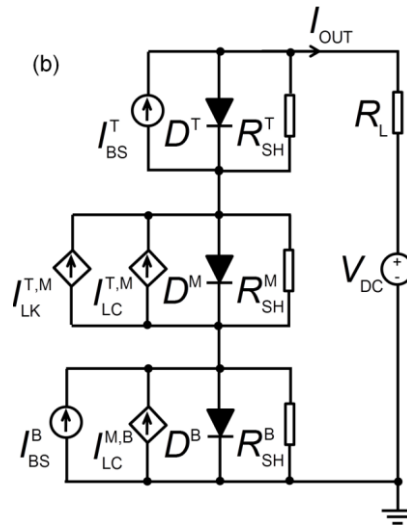 (b)
I_OUT
I_BS^T D^T R_SH^T
R_L
I_LK^T,M I_LC^T,M D^M R_SH^M
V_DC
+
-
I_BS^B I_LC^M,B D^B R_SH^B